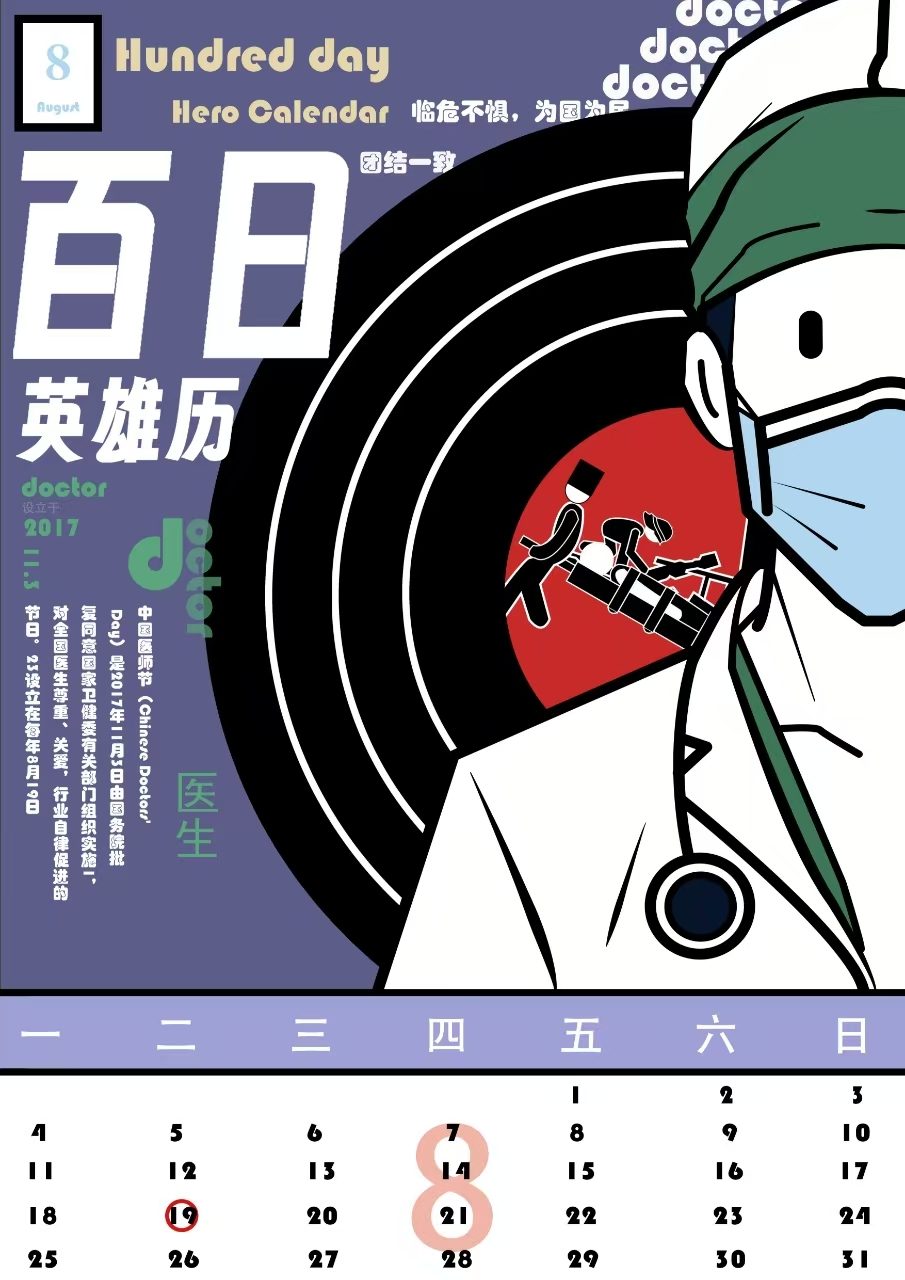 8
August
Hundred day
Hero Calendar
doct
doct
doct
临危不惧，为国为民
团结一致
百日
英雄历
doctor
设立于
2017
11.3
doctor
中国医师节（Chinese Doctors'
Day）是2017年11月3日由国务院批
复同意国家卫健委有关部门组织实施1，
对全国医生尊重、关爱，行业自律促进的
节日。23设立在每年8月19日
医生
一 二 三 四 五 六 日
1 2 3
4 5 6 7 8 9 10
11 12 13 14 15 16 17
18 19 20 21 22 23 24
25 26 27 28 29 30 31
8